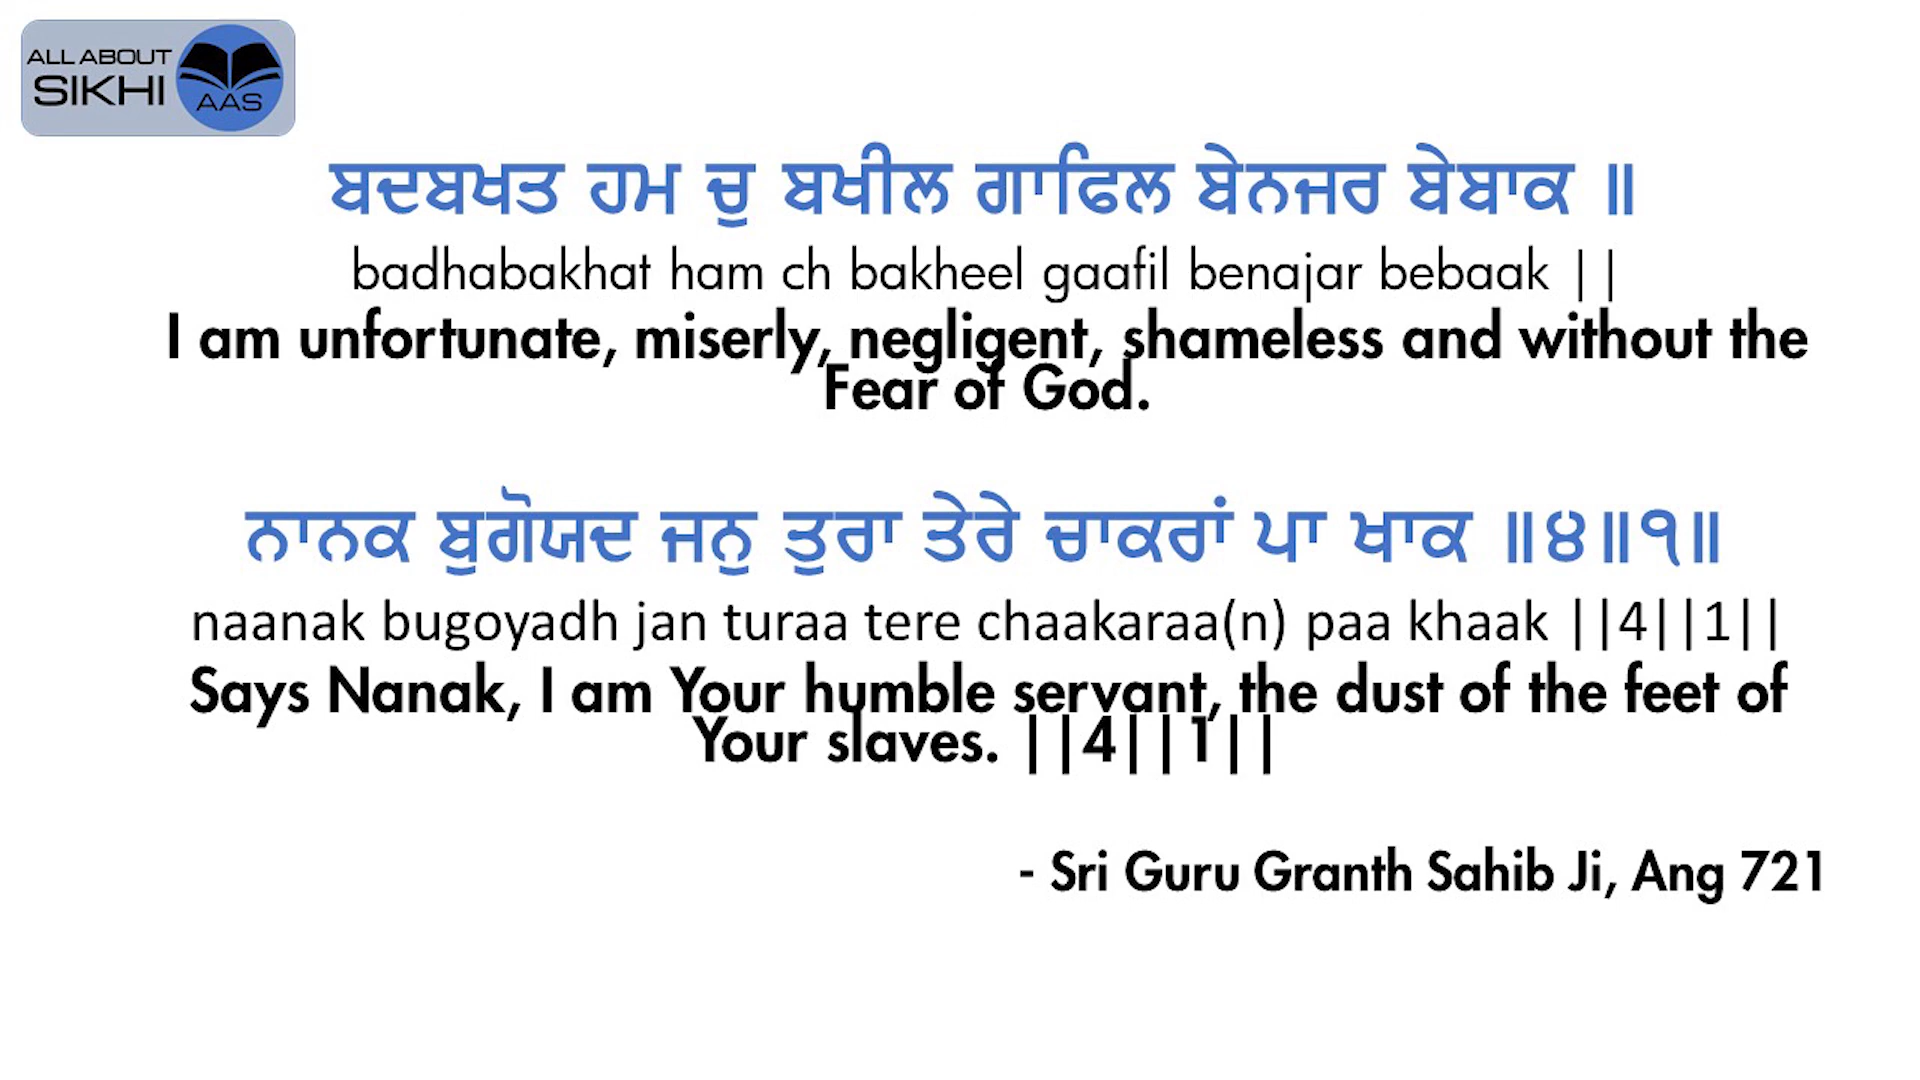 ALL ABOUT
SIKHI
AAS
ਬਦਬਖਤ ਹਮ ਚੁ ਬਖੀਲ ਗਾਫਿਲ ਬੇਨਜਰ ਬੇਬਾਕ ॥
badhabakhat ham ch bakheel gaafil benajar bebaak ||
I am unfortunate, miserly, negligent, shameless and without the
Fear of God.
ਨਾਨਕ ਬੁਗੋਯਦ ਜਨੁ ਤੁਰਾ ਤੇਰੇ ਚਾਕਰਾਂ ਪਾ ਖਾਕ ॥੪॥੧॥
naanak bugoyadh jan turaa tere chaakaraa(n) paa khaak ||4||1||
Says Nanak, I am Your humble servant, the dust of the feet of
Your slaves. ||4||1||
- Sri Guru Granth Sahib Ji, Ang 721